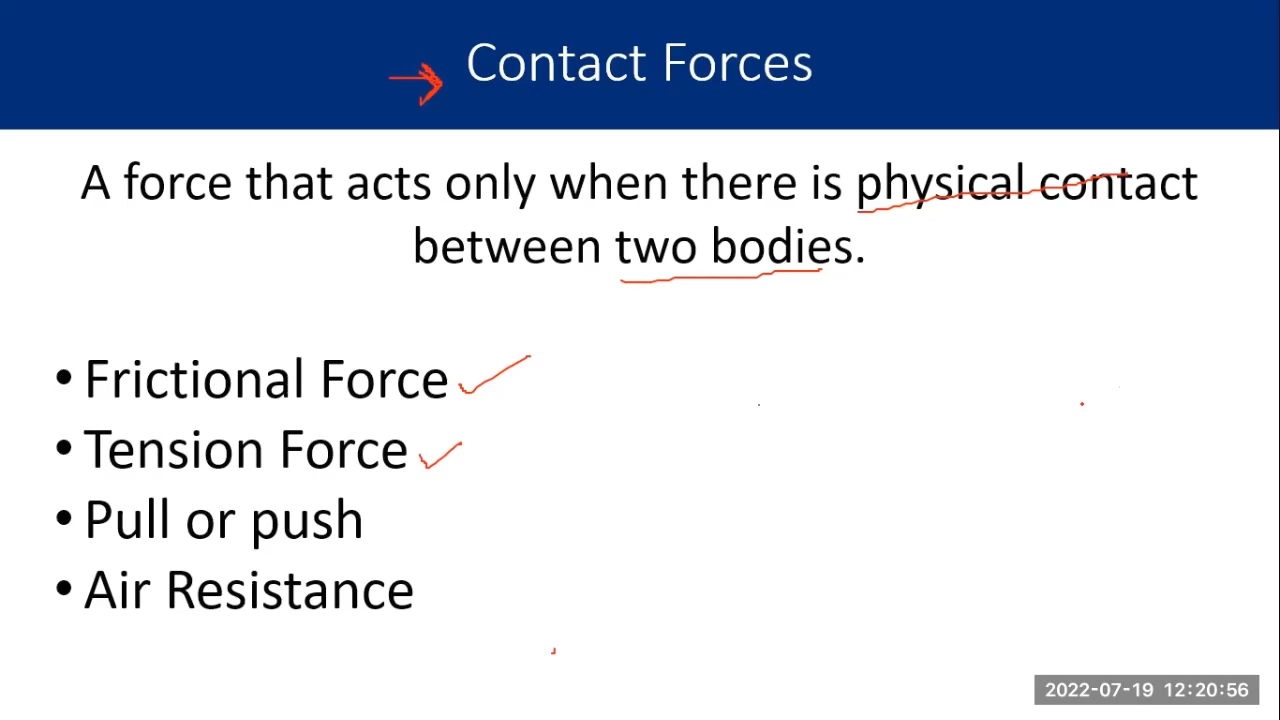 Contact Forces
A force that acts only when there is physical contact
between two bodies.
• Frictional Force
• Tension Force
• Pull or push
• Air Resistance
2022-07-19 12:20:56